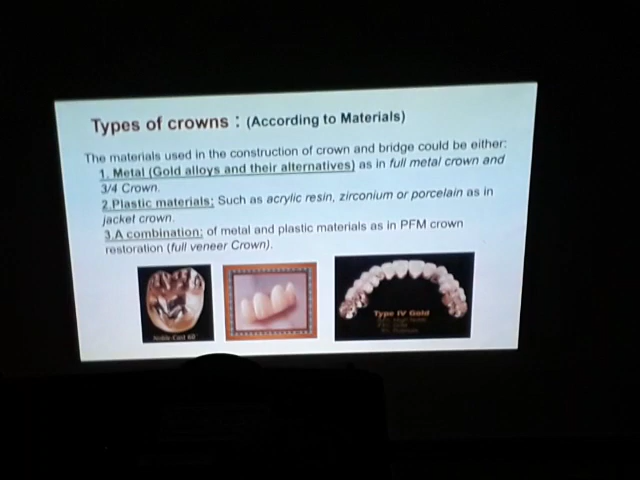 Types of crowns : (According to Materials)
The materials used in the construction of crown and bridge could be either:
1. Metal (Gold alloys and their alternatives) as in full metal crown and
3/4 Crown.
2.Plastic materials; Such as acrylic resin, zirconium or porcelain as in
jacket crown.
3.A combination; of metal and plastic materials as in PFM crown
restoration (full veneer Crown).
Noble Cast 60
Type IV Gold